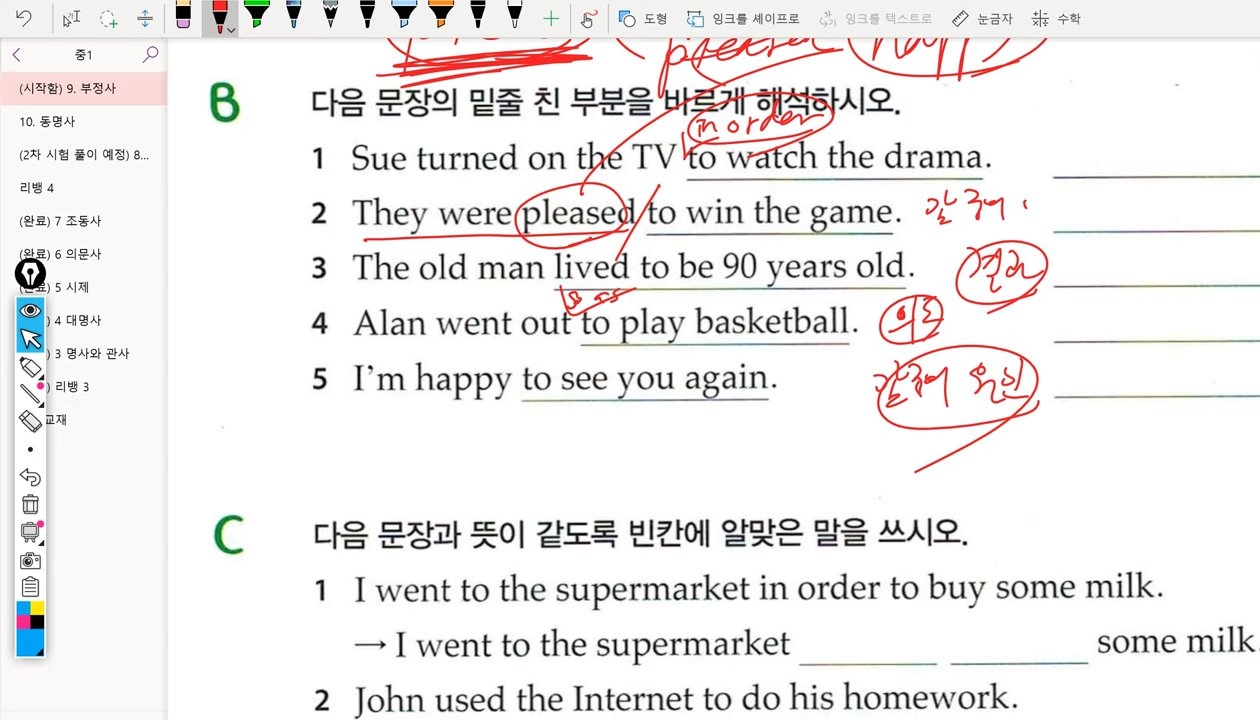 도형 잉크를 셰이프로 잉크를 텍스트로 눈금자 수학
중1
(시작함) 9. 부정사
10. 동명사
(2차 시험 풀이 예정) 8...
리뱅 4
(완료) 7 조동사
(완료) 6 의문사
5 시제
) 4 대명사
) 3 명사와 관사
) 리뱅 3
교재
B 다음 문장의 밑줄 친 부분을 바르게 해석하시오.
in order
1 Sue turned on the TV to watch the drama.
2 They were pleased to win the game. 감정의
3 The old man lived to be 90 years old. 결과
so as
4 Alan went out to play basketball. 의도
5 I'm happy to see you again. 감정의 원인
C 다음 문장과 뜻이 같도록 빈칸에 알맞은 말을 쓰시오.
1 I went to the supermarket in order to buy some milk.
→ I went to the supermarket some milk.
2 John used the Internet to do his homework.